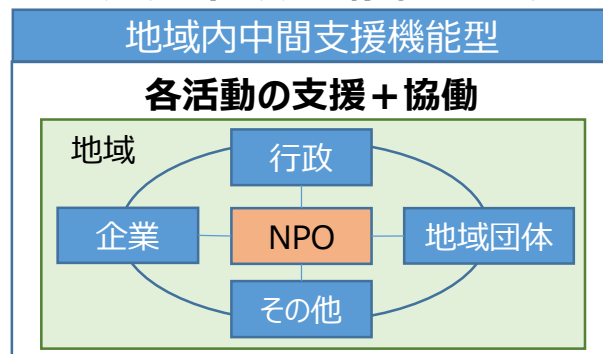 地域内中間支援機能型
各活動の支援＋協働
地域
行政
企業
NPO
地域団体
その他